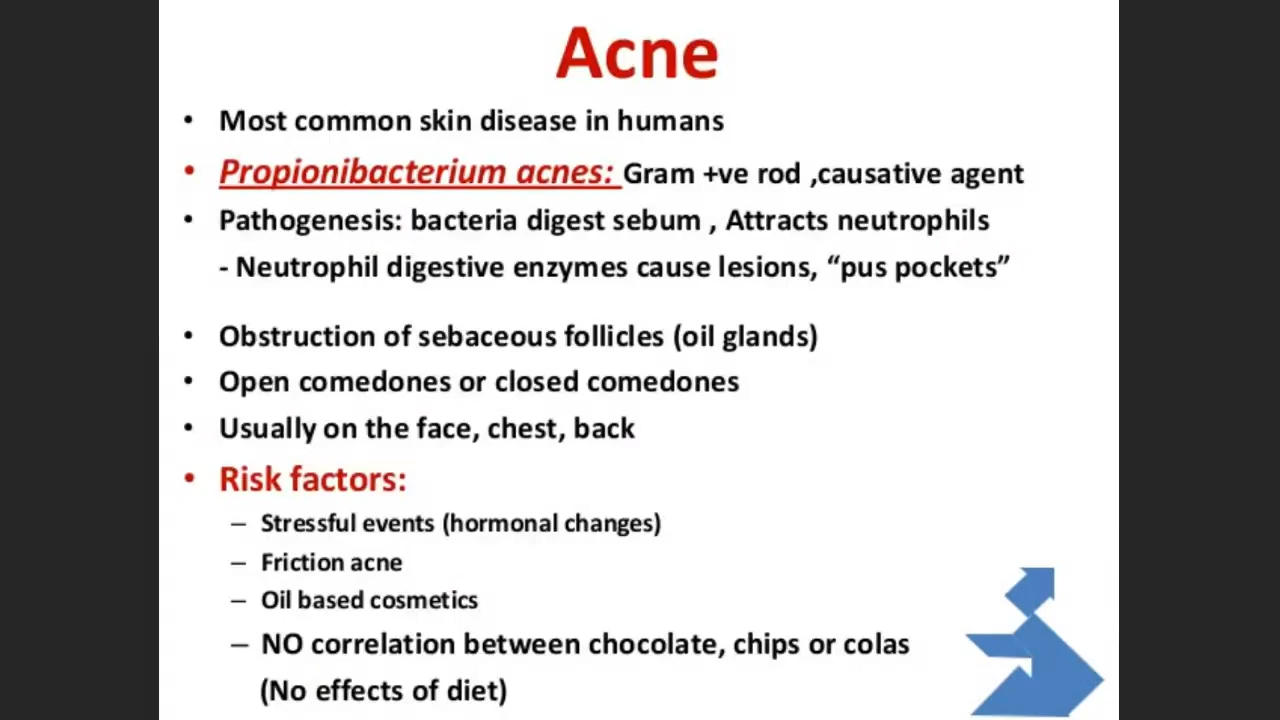 Acne
• Most common skin disease in humans
• Propionibacterium acnes: Gram +ve rod ,causative agent
• Pathogenesis: bacteria digest sebum , Attracts neutrophils
- Neutrophil digestive enzymes cause lesions, “pus pockets”
• Obstruction of sebaceous follicles (oil glands)
• Open comedones or closed comedones
• Usually on the face, chest, back
• Risk factors:
– Stressful events (hormonal changes)
– Friction acne
– Oil based cosmetics
– NO correlation between chocolate, chips or colas
(No effects of diet)